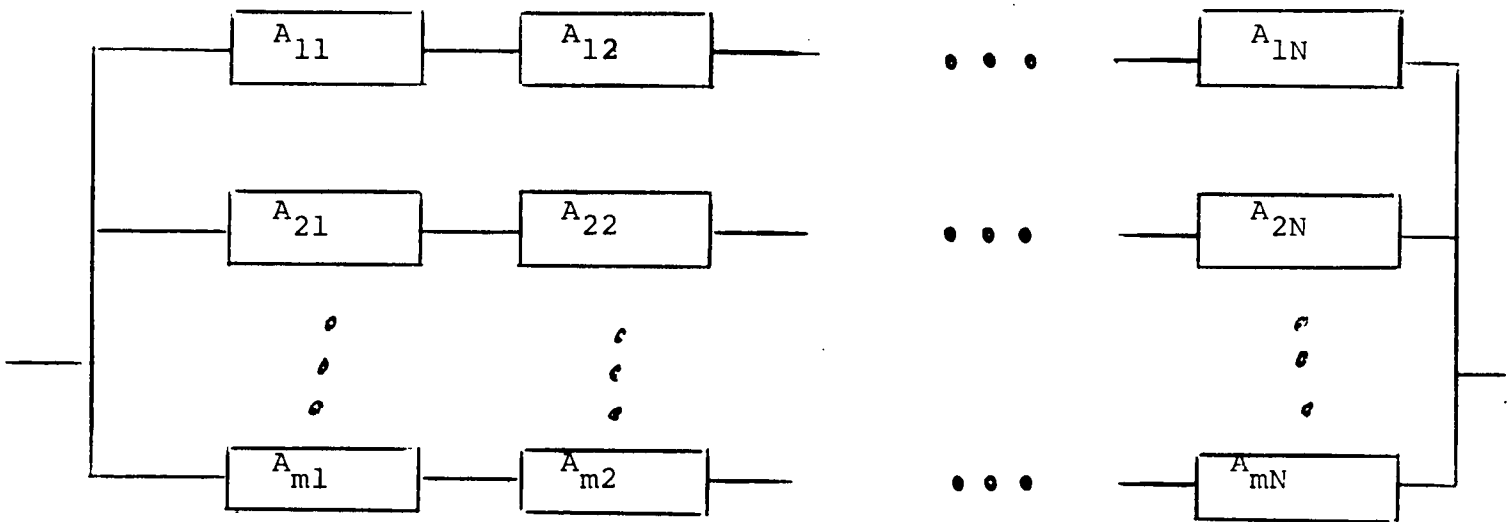 A11 A12 • • • A1N
A21 A22 • • • A2N
Am1 Am2 • • • AmN